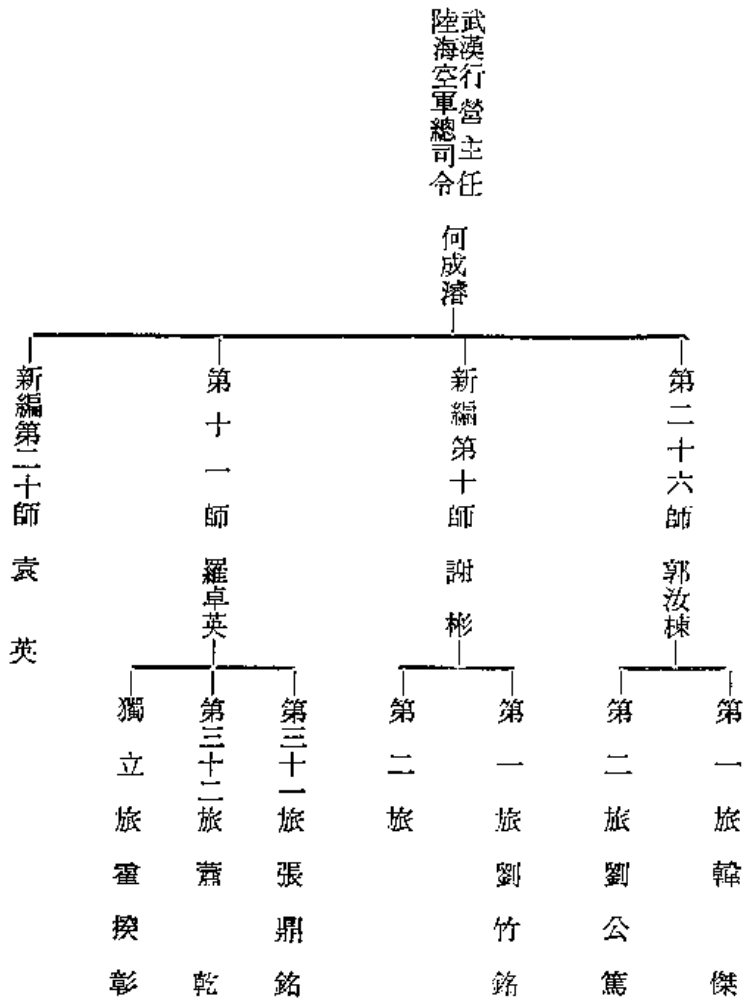 武漢行營主任
陸海空軍總司令
何成濬
第二十六師 郭汝棟
第一旅 韓傑
第二旅 劉公篤
新編第十師 謝彬
第一旅 劉竹銘
第二旅
第十一師 羅卓英
第三十一旅 張鼎銘
第三十二旅 蕭乾
獨立旅 霍揆彰
新編第二十師 袁英